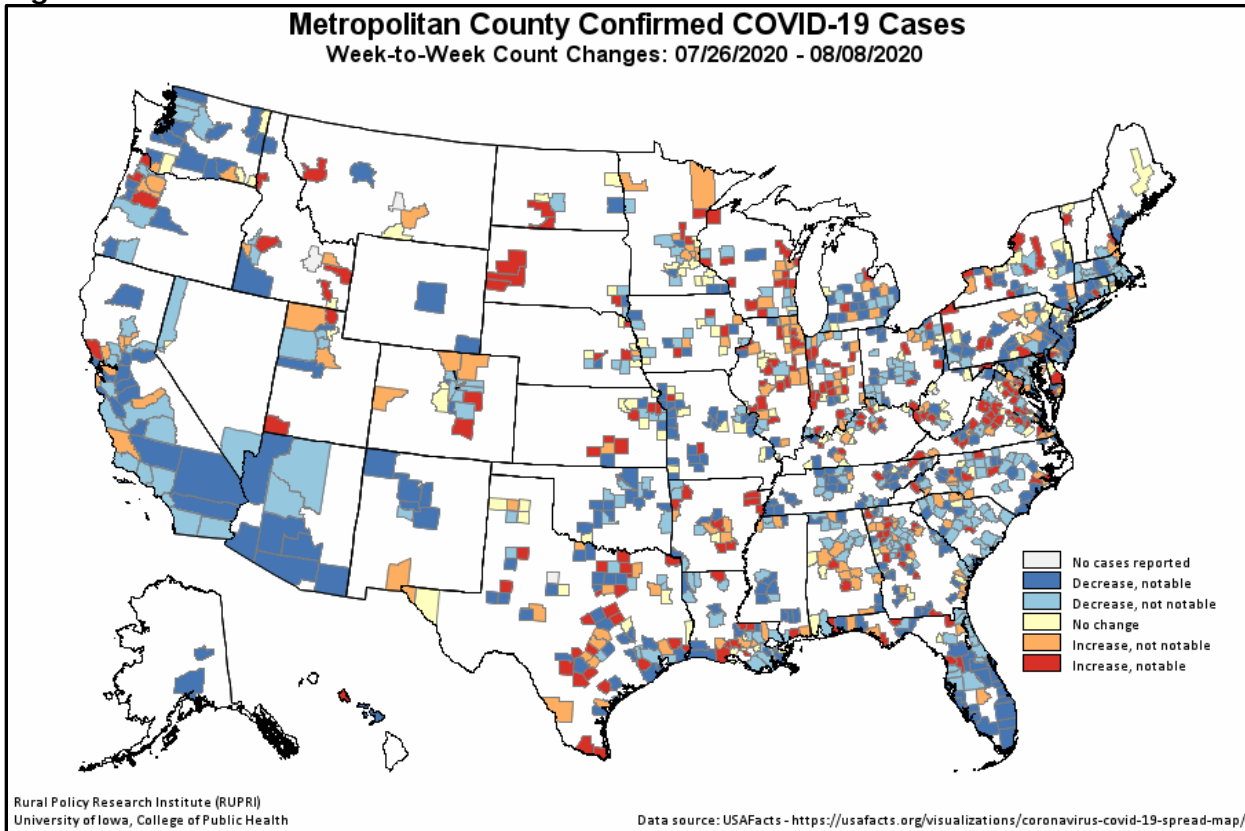 Metropolitan County Confirmed COVID-19 Cases
Week-to-Week Count Changes: 07/26/2020 - 08/08/2020
No cases reported
Decrease, notable
Decrease, not notable
No change
Increase, not notable
Increase, notable
Rural Policy Research Institute (RUPRI)
University of Iowa, College of Public Health
Data source: USAFacts - https://usafacts.org/visualizations/coronavirus-covid-19-spread-map/